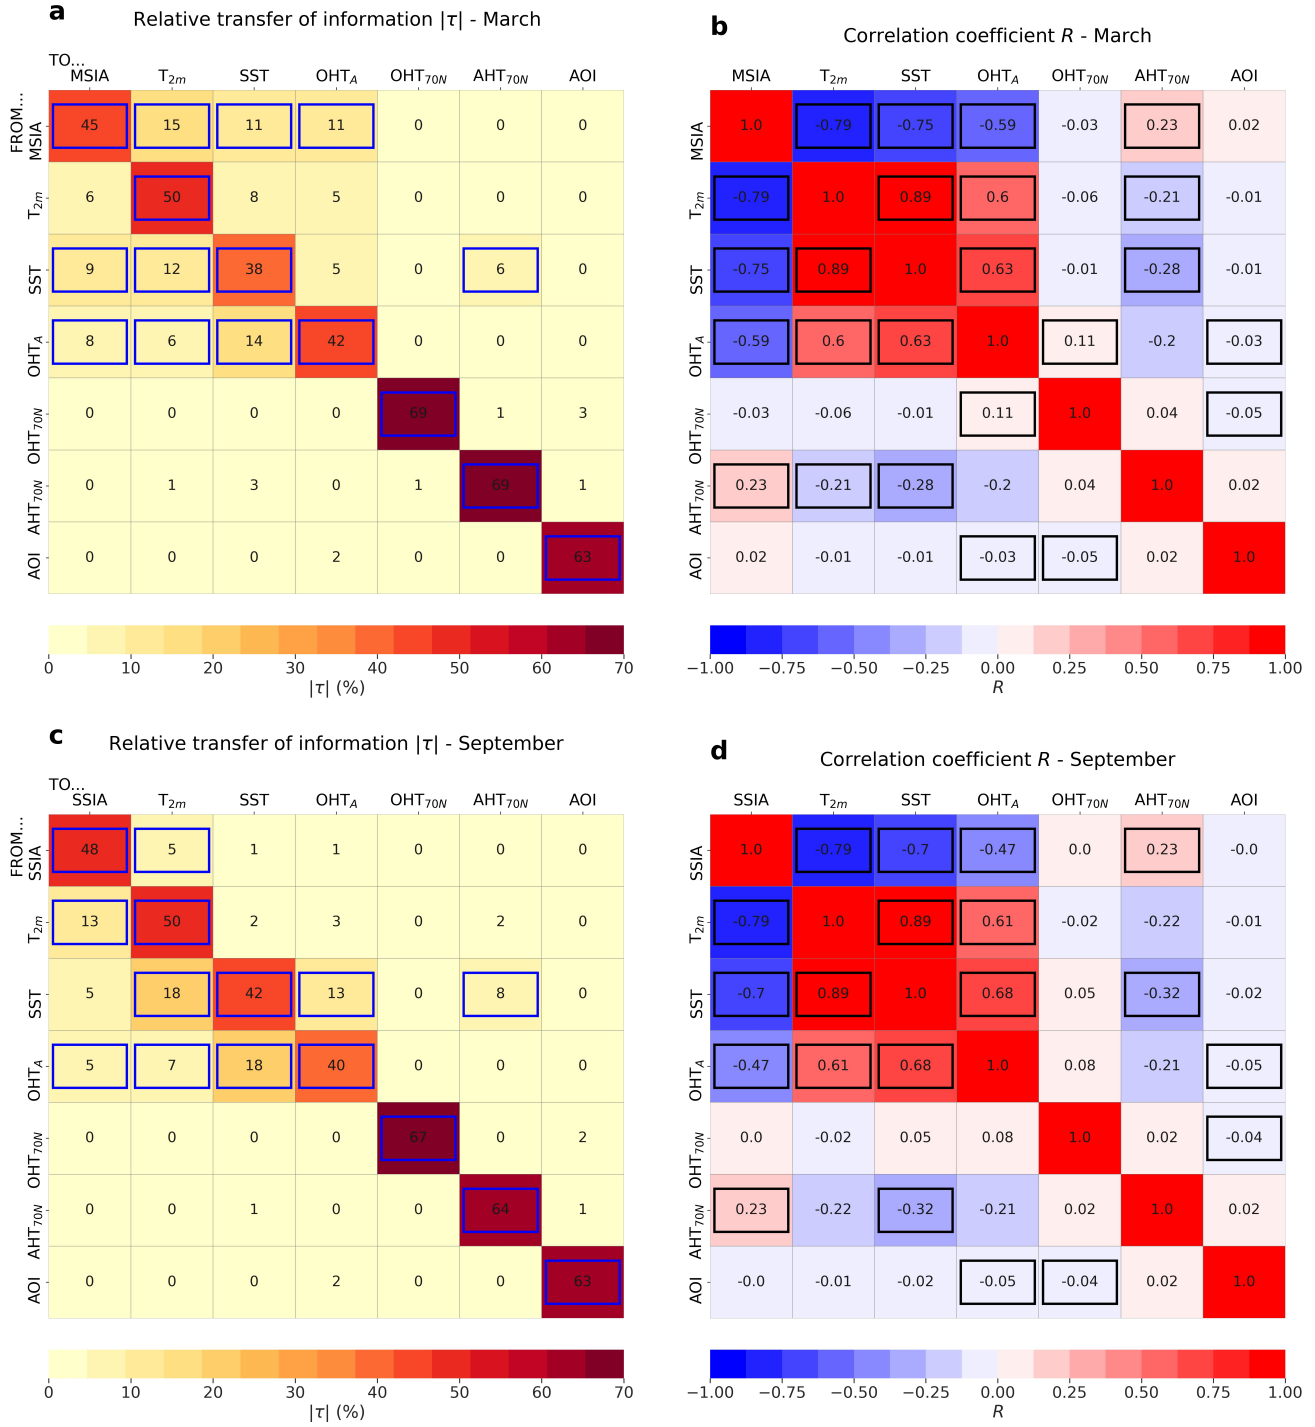 a
Relative transfer of information |τ| - March
TO...
MSIA T2m SST OHTA OHT70N AHT70N AOI
FROM...
MSIA 45 15 11 11 0 0 0
T2m 6 50 8 5 0 0 0
SST 9 12 38 5 0 6 0
OHTA 8 6 14 42 0 0 0
OHT70N 0 0 0 0 69 1 3
AHT70N 0 1 3 0 1 69 1
AOI 0 0 0 2 0 0 63
0 10 20 30 40 50 60 70
|τ| (%)
b
Correlation coefficient R - March
MSIA T2m SST OHTA OHT70N AHT70N AOI
MSIA 1.0 -0.79 -0.75 -0.59 -0.03 0.23 0.02
T2m -0.79 1.0 0.89 0.6 -0.06 -0.21 -0.01
SST -0.75 0.89 1.0 0.63 -0.01 -0.28 -0.01
OHTA -0.59 0.6 0.63 1.0 0.11 -0.2 -0.03
OHT70N -0.03 -0.06 -0.01 0.11 1.0 0.04 -0.05
AHT70N 0.23 -0.21 -0.28 -0.2 0.04 1.0 0.02
AOI 0.02 -0.01 -0.01 -0.03 -0.05 0.02 1.0
−1.00 −0.75 −0.50 −0.25 0.00 0.25 0.50 0.75 1.00
R
c
Relative transfer of information |τ| - September
TO...
SSIA T2m SST OHTA OHT70N AHT70N AOI
FROM...
SSIA 48 5 1 1 0 0 0
T2m 13 50 2 3 0 2 0
SST 5 18 42 13 0 8 0
OHTA 5 7 18 40 0 0 0
OHT70N 0 0 0 0 67 0 2
AHT70N 0 0 1 0 0 64 1
AOI 0 0 0 2 0 0 63
0 10 20 30 40 50 60 70
|τ| (%)
d
Correlation coefficient R - September
SSIA T2m SST OHTA OHT70N AHT70N AOI
SSIA 1.0 -0.79 -0.7 -0.47 0.0 0.23 -0.0
T2m -0.79 1.0 0.89 0.61 -0.02 -0.22 -0.01
SST -0.7 0.89 1.0 0.68 0.05 -0.32 -0.02
OHTA -0.47 0.61 0.68 1.0 0.08 -0.21 -0.05
OHT70N 0.0 -0.02 0.05 0.08 1.0 0.02 -0.04
AHT70N 0.23 -0.22 -0.32 -0.21 0.02 1.0 0.02
AOI -0.0 -0.01 -0.02 -0.05 -0.04 0.02 1.0
−1.00 −0.75 −0.50 −0.25 0.00 0.25 0.50 0.75 1.00
R